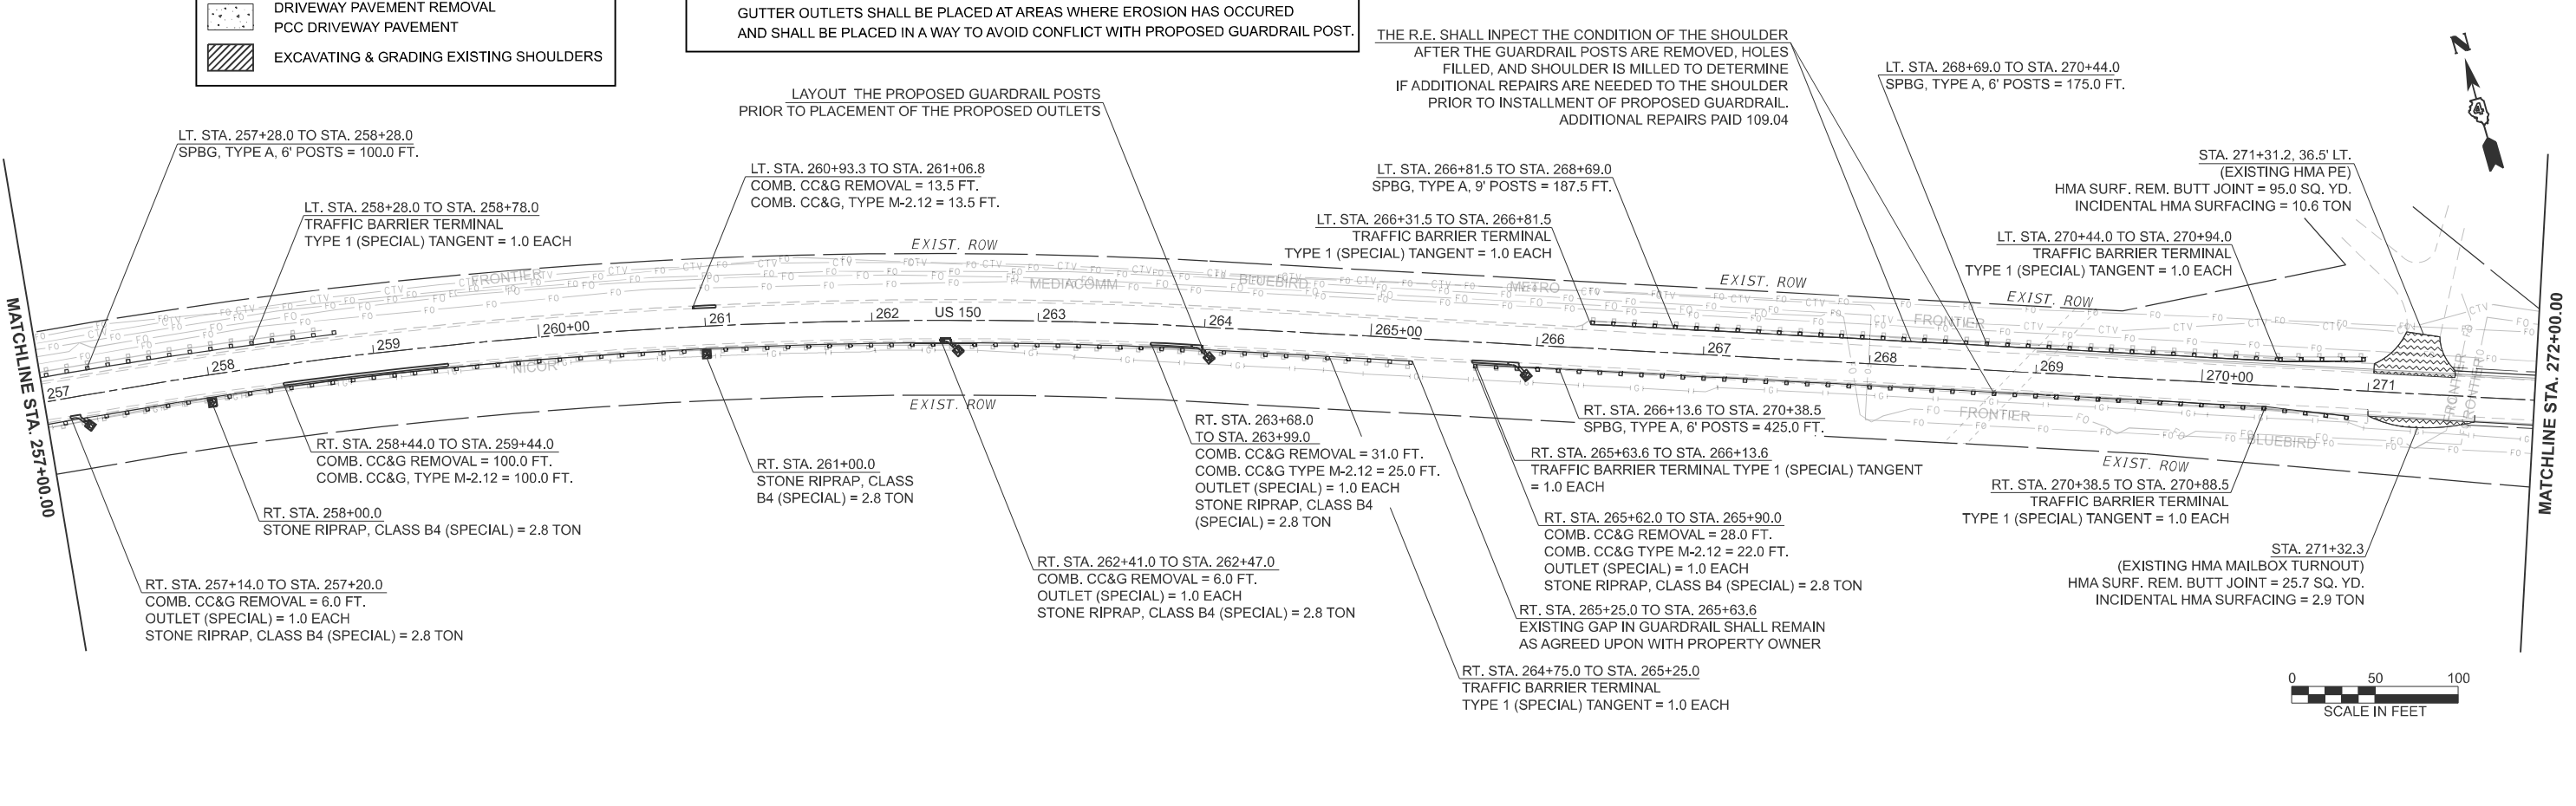 DRIVEWAY PAVEMENT REMOVAL
PCC DRIVEWAY PAVEMENT
EXCAVATING & GRADING EXISTING SHOULDERS
GUTTER OUTLETS SHALL BE PLACED AT AREAS WHERE EROSION HAS OCCURED
AND SHALL BE PLACED IN A WAY TO AVOID CONFLICT WITH PROPOSED GUARDRAIL POST.
THE R.E. SHALL INPECT THE CONDITION OF THE SHOULDER
AFTER THE GUARDRAIL POSTS ARE REMOVED, HOLES
FILLED, AND SHOULDER IS MILLED TO DETERMINE
IF ADDITIONAL REPAIRS ARE NEEDED TO THE SHOULDER
PRIOR TO INSTALLMENT OF PROPOSED GUARDRAIL.
ADDITIONAL REPAIRS PAID 109.04
LAYOUT THE PROPOSED GUARDRAIL POSTS
PRIOR TO PLACEMENT OF THE PROPOSED OUTLETS
LT. STA. 268+69.0 TO STA. 270+44.0
SPBG, TYPE A, 6' POSTS = 175.0 FT.
N
4
LT. STA. 257+28.0 TO STA. 258+28.0
SPBG, TYPE A, 6' POSTS = 100.0 FT.
LT. STA. 258+28.0 TO STA. 258+78.0
TRAFFIC BARRIER TERMINAL
TYPE 1 (SPECIAL) TANGENT = 1.0 EACH
LT. STA. 260+93.3 TO STA. 261+06.8
COMB. CC&G REMOVAL = 13.5 FT.
COMB. CC&G, TYPE M-2.12 = 13.5 FT.
LT. STA. 266+81.5 TO STA. 268+69.0
SPBG, TYPE A, 9' POSTS = 187.5 FT.
LT. STA. 266+31.5 TO STA. 266+81.5
TRAFFIC BARRIER TERMINAL
TYPE 1 (SPECIAL) TANGENT = 1.0 EACH
STA. 271+31.2, 36.5' LT.
(EXISTING HMA PE)
HMA SURF. REM. BUTT JOINT = 95.0 SQ. YD.
INCIDENTAL HMA SURFACING = 10.6 TON
LT. STA. 270+44.0 TO STA. 270+94.0
TRAFFIC BARRIER TERMINAL
TYPE 1 (SPECIAL) TANGENT = 1.0 EACH
EXIST. ROW
EXIST. ROW
EXIST. ROW
FRONTIER
MEDIACOMM
BLUEBIRD
METRO
FRONTIER
MATCHLINE STA. 257+00.00
257
258
259
260+00
261
262
US 150
263
264
265+00
266
267
268
269
270+00
271
MATCHLINE STA. 272+00.00
NICOR
FRONTIER
BLUEBIRD
FRONTIER
FRONTIER
EXIST. ROW
EXIST. ROW
RT. STA. 258+44.0 TO STA. 259+44.0
COMB. CC&G REMOVAL = 100.0 FT.
COMB. CC&G, TYPE M-2.12 = 100.0 FT.
RT. STA. 258+00.0
STONE RIPRAP, CLASS B4 (SPECIAL) = 2.8 TON
RT. STA. 257+14.0 TO STA. 257+20.0
COMB. CC&G REMOVAL = 6.0 FT.
OUTLET (SPECIAL) = 1.0 EACH
STONE RIPRAP, CLASS B4 (SPECIAL) = 2.8 TON
RT. STA. 261+00.0
STONE RIPRAP, CLASS
B4 (SPECIAL) = 2.8 TON
RT. STA. 262+41.0 TO STA. 262+47.0
COMB. CC&G REMOVAL = 6.0 FT.
OUTLET (SPECIAL) = 1.0 EACH
STONE RIPRAP, CLASS B4 (SPECIAL) = 2.8 TON
RT. STA. 263+68.0
TO STA. 263+99.0
COMB. CC&G REMOVAL = 31.0 FT.
COMB. CC&G TYPE M-2.12 = 25.0 FT.
OUTLET (SPECIAL) = 1.0 EACH
STONE RIPRAP, CLASS B4
(SPECIAL) = 2.8 TON
RT. STA. 266+13.6 TO STA. 270+38.5
SPBG, TYPE A, 6' POSTS = 425.0 FT.
RT. STA. 265+63.6 TO STA. 266+13.6
TRAFFIC BARRIER TERMINAL TYPE 1 (SPECIAL) TANGENT
= 1.0 EACH
RT. STA. 265+62.0 TO STA. 265+90.0
COMB. CC&G REMOVAL = 28.0 FT.
COMB. CC&G TYPE M-2.12 = 22.0 FT.
OUTLET (SPECIAL) = 1.0 EACH
STONE RIPRAP, CLASS B4 (SPECIAL) = 2.8 TON
RT. STA. 265+25.0 TO STA. 265+63.6
EXISTING GAP IN GUARDRAIL SHALL REMAIN
AS AGREED UPON WITH PROPERTY OWNER
RT. STA. 264+75.0 TO STA. 265+25.0
TRAFFIC BARRIER TERMINAL
TYPE 1 (SPECIAL) TANGENT = 1.0 EACH
RT. STA. 270+38.5 TO STA. 270+88.5
TRAFFIC BARRIER TERMINAL
TYPE 1 (SPECIAL) TANGENT = 1.0 EACH
STA. 271+32.3
(EXISTING HMA MAILBOX TURNOUT)
HMA SURF. REM. BUTT JOINT = 25.7 SQ. YD.
INCIDENTAL HMA SURFACING = 2.9 TON
0 50 100
SCALE IN FEET